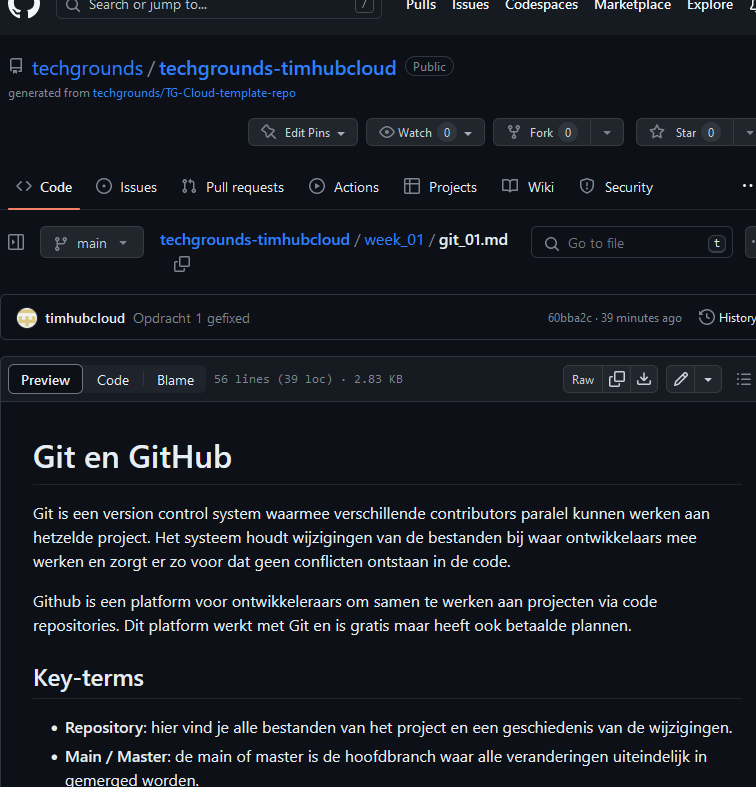 Search or jump to... /
Pulls Issues Codespaces Marketplace Explore
techgrounds / techgrounds-timhubcloud Public
generated from techgrounds/TG-Cloud-template-repo
Edit Pins Watch 0 Fork 0 Star 0
Code Issues Pull requests Actions Projects Wiki Security
main techgrounds-timhubcloud / week_01 / git_01.md Go to file t
timhubcloud Opdracht 1 gefixed 60bba2c · 39 minutes ago History
Preview Code Blame 56 lines (39 loc) · 2.83 KB Raw
Git en GitHub
Git is een version control system waarmee verschillende contributors paralel kunnen werken aan
hetzelde project. Het systeem houdt wijzigingen van de bestanden bij waar ontwikkelaars mee
werken en zorgt er zo voor dat geen conflicten ontstaan in de code.
Github is een platform voor ontwikkeleraars om samen te werken aan projecten via code
repositories. Dit platform werkt met Git en is gratis maar heeft ook betaalde plannen.
Key-terms
• Repository: hier vind je alle bestanden van het project en een geschiedenis van de wijzigingen.
• Main / Master: de main of master is de hoofdbranch waar alle veranderingen uiteindelijk in
gemerged worden.